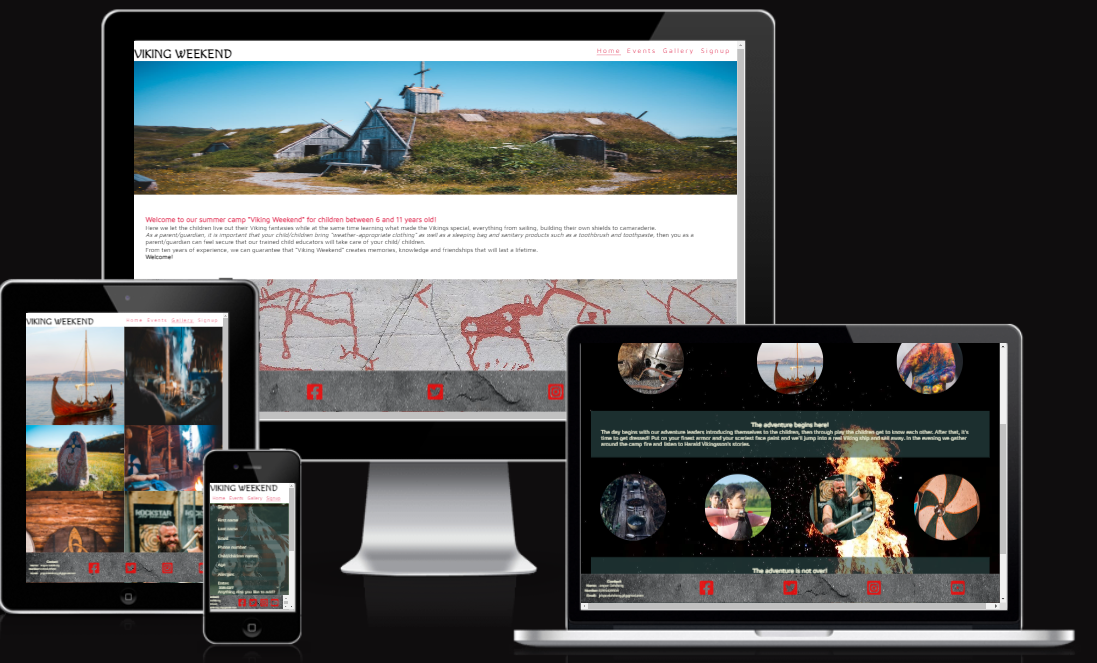 VIKING WEEKEND
Home Events Gallery Signup
Welcome to our summer camp "Viking Weekend" for children between 6 and 11 years old!
Here we let the children live out their Viking fantasies while at the same time learning what made the Vikings special, everything from sailing, building their own shields to camaraderie.
As a parent/guardian, it is important that your child/children bring "weather-appropriate clothing" as well as a sleeping bag and sanitary products such as a toothbrush and toothpaste, then you as a
parent/guardian can feel secure that our trained child educators will take care of your child/ children.
From ten years of experience, we can guarantee that "Viking Weekend" creates memories, knowledge and friendships that will last a lifetime.
Welcome!
VIKING WEEKEND
Home Events Gallery Signup
ROCKSTAR
VIKING WEEKEND
Home Events Gallery Signup
Signup!
First name
Last name
Email
Phone number
Child/children names
Age
Allergies
Dates
Anything else you like to add?
The adventure begins here!
The day begins with our adventure leaders introducing themselves to the children, then through play the children get to know each other. After that, it's
time to get dressed! Put on your finest armor and your scariest face paint and we'll jump into a real Viking ship and sail away. In the evening we gather
around the camp fire and listen to Harald Vikingsson's stories.
The adventure is not over!
Contact
Name:
Number:
Email: